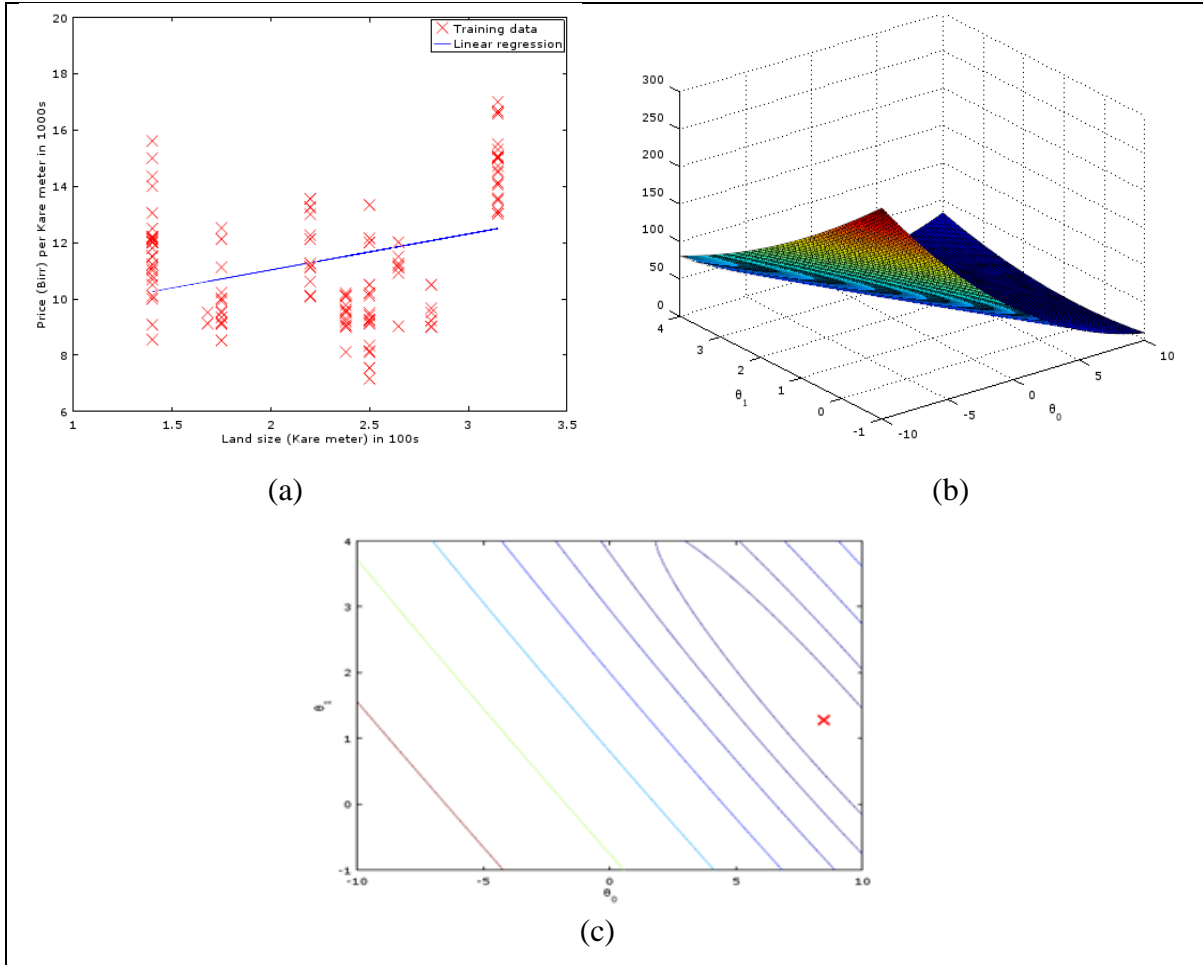 20
18
16
14
12
10
8
6
Price (Birr) per Kare meter in 1000s
Training data
Linear regression
1 1.5 2 2.5 3 3.5
Land size (Kare meter) in 100s
(a)
300
250
200
150
100
50
0
4
3
2
1
0
-1
θ1
-10
-5
0
5
10
θ0
(b)
4
3
2
1
0
-1
θ1
-10 -5 0 5 10
θ0
(c)